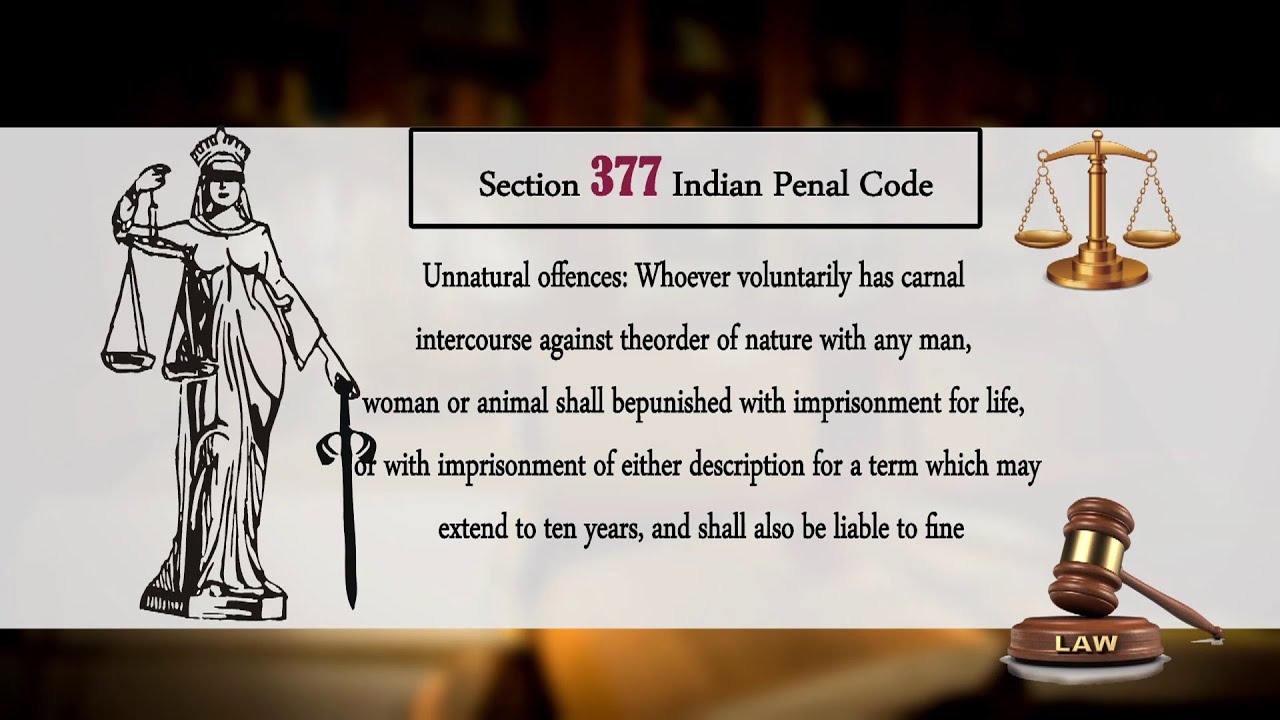 Section 377 Indian Penal Code
Unnatural offences: Whoever voluntarily has carnal
intercourse against theorder of nature with any man,
woman or animal shall bepunished with imprisonment for life,
or with imprisonment of either description for a term which may
extend to ten years, and shall also be liable to fine
LAW